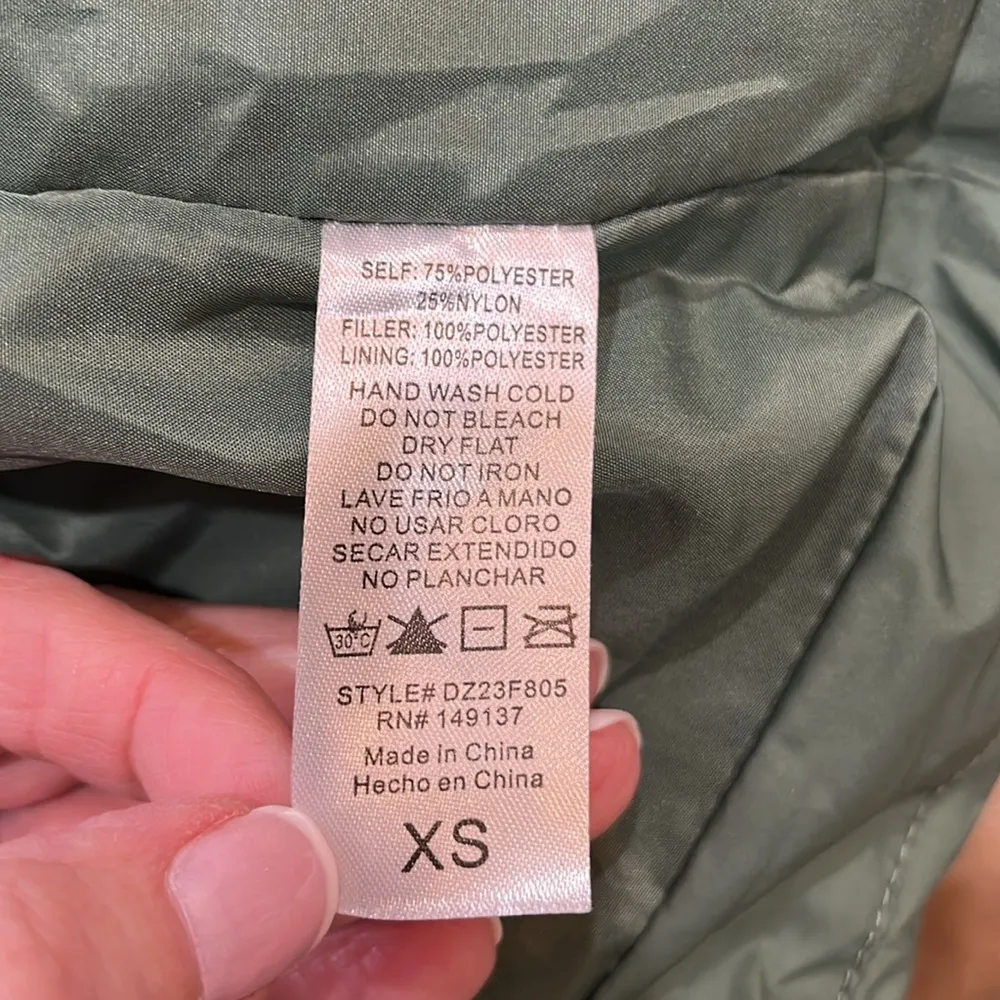 SELF: 75%POLYESTER
25%NYLON
FILLER: 100%POLYESTER
LINING: 100%POLYESTER
HAND WASH COLD
DO NOT BLEACH
DRY FLAT
DO NOT IRON
LAVE FRIO A MANO
NO USAR CLORO
SECAR EXTENDIDO
NO PLANCHAR
30°C
STYLE# DZ23F805
RN# 149137
Made in China
Hecho en China
XS